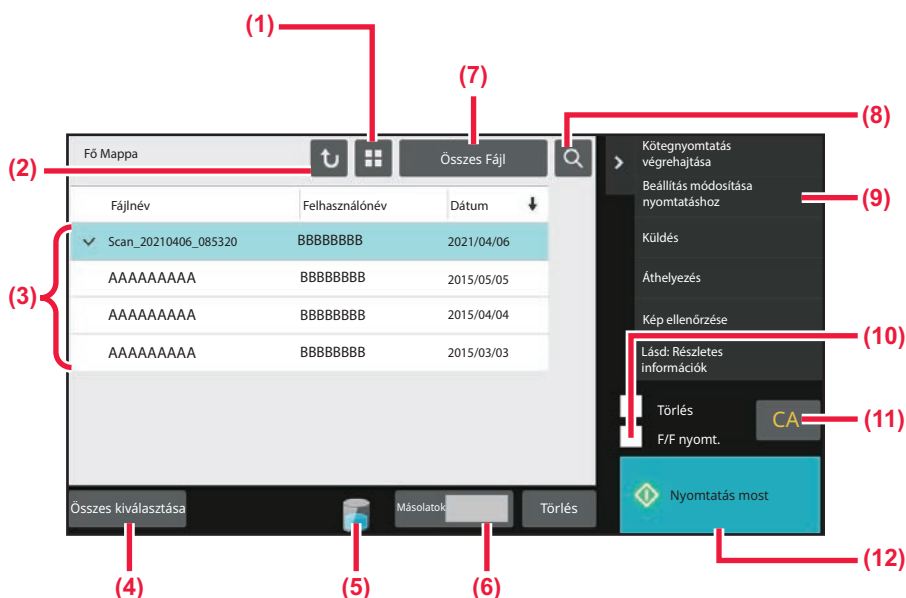 (1)
(7)
(8)
Fő Mappa
Összes Fájl
Kötegnyomtatás
végrehajtása
(2)
Beállítás módosítása
nyomtatáshoz
(9)
Fájlnév Felhasználónév Dátum
Küldés
Scan_20210406_085320 BBBBBBBB 2021/04/06
AAAAAAAAA BBBBBBBB 2015/05/05
Áthelyezés
(3)
AAAAAAAAA BBBBBBBB 2015/04/04
Kép ellenőrzése
(10)
AAAAAAAAA BBBBBBBB 2015/03/03
Lásd: Részletes
információk
Törlés
CA
(11)
F/F nyomt.
Összes kiválasztása
Másolatok
Törlés
Nyomtatás most
(12)
(4)
(5)
(6)